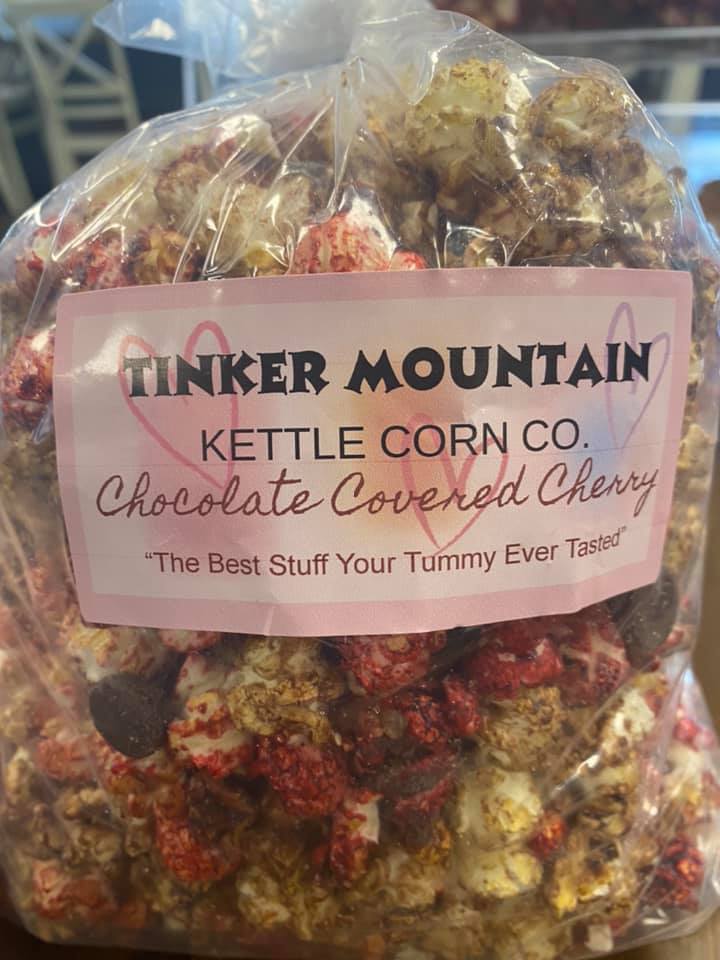 TINKER MOUNTAIN
KETTLE CORN CO.
Chocolate Covered Cherry
“The Best Stuff Your Tummy Ever Tasted”